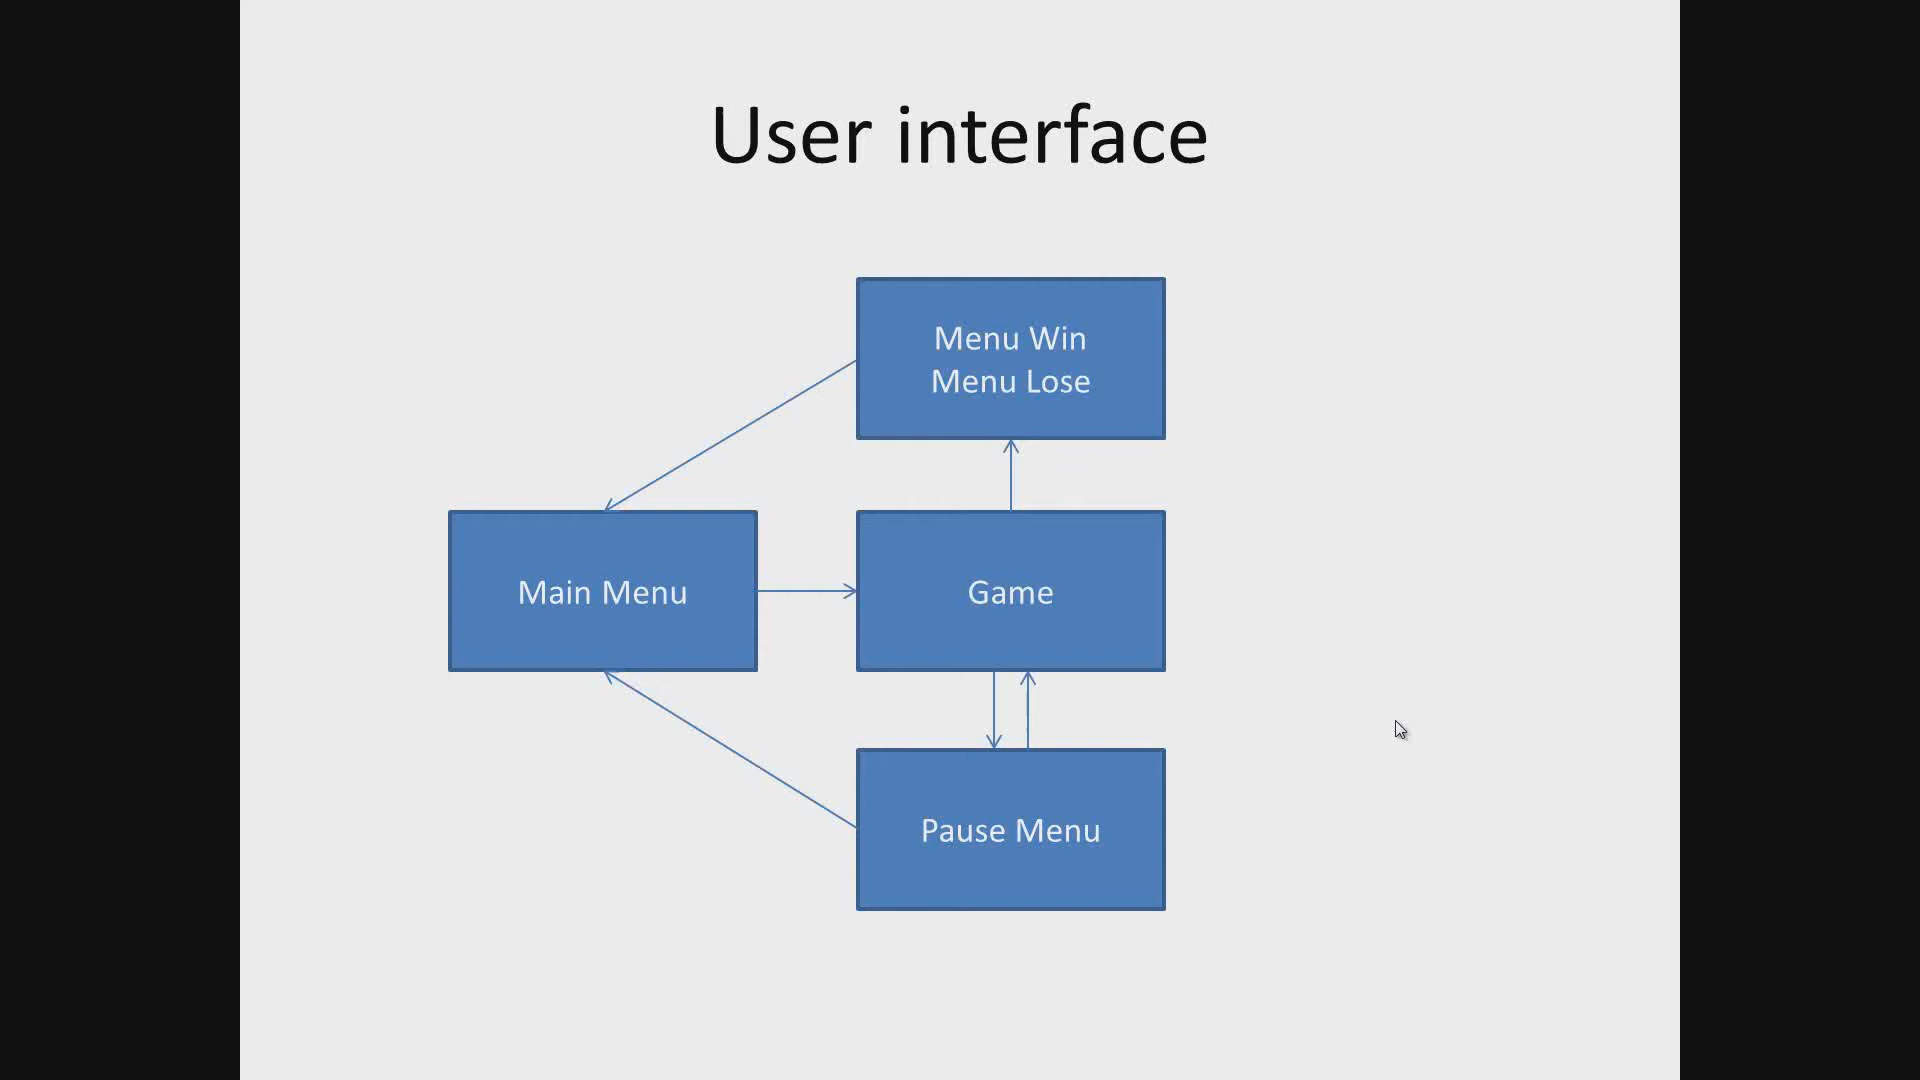 User interface
Menu Win
Menu Lose
Main Menu
Game
Pause Menu